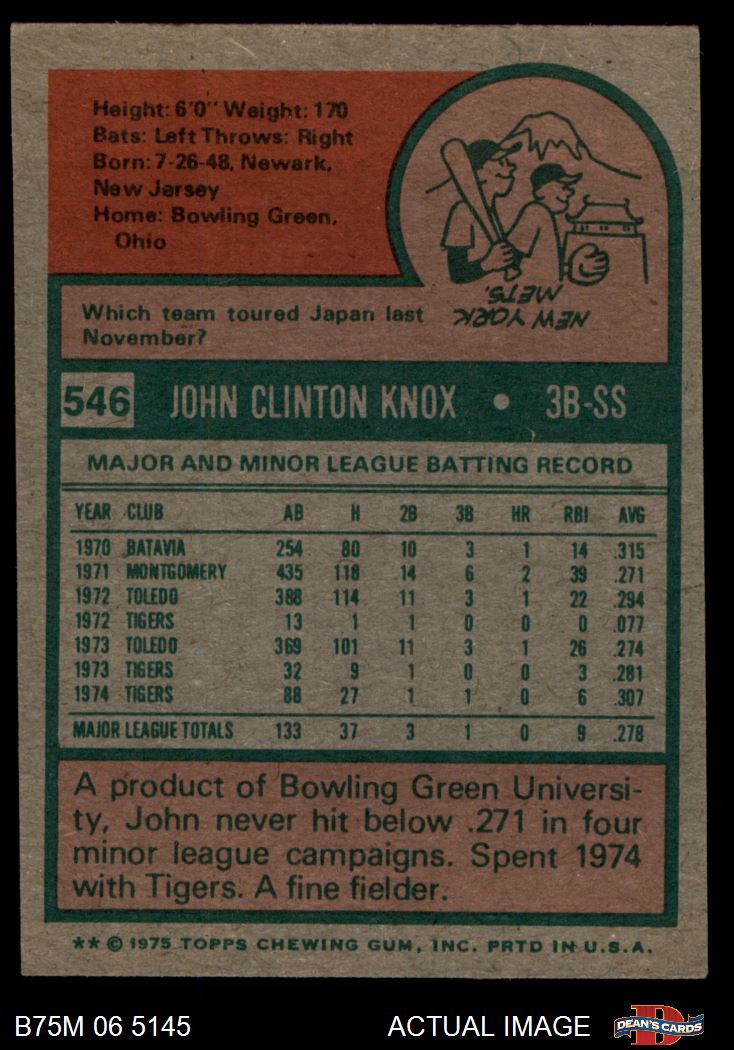 Height: 6'0" Weight: 170
Bats: Left Throws: Right
Born: 7-26-48, Newark,
New Jersey
Home: Bowling Green,
Ohio
Which team toured Japan last
November?
NEW YORK
METS.
546 JOHN CLINTON KNOX • 3B-SS
MAJOR AND MINOR LEAGUE BATTING RECORD
YEAR CLUB AB H 2B 3B HR RBI AVG
1970 BATAVIA 254 80 10 3 1 14 .315
1971 MONTGOMERY 435 118 14 6 2 39 .271
1972 TOLEDO 388 114 11 3 1 22 .294
1972 TIGERS 13 1 1 0 0 0 .077
1973 TOLEDO 369 101 11 3 1 26 .274
1973 TIGERS 32 9 1 0 0 3 .281
1974 TIGERS 88 27 1 1 0 6 .307
MAJOR LEAGUE TOTALS 133 37 3 1 0 9 .278
A product of Bowling Green Universi-
ty, John never hit below .271 in four
minor league campaigns. Spent 1974
with Tigers. A fine fielder.
** © 1975 TOPPS CHEWING GUM, INC. PRTD IN U.S.A.
B75M 06 5145 ACTUAL IMAGE DEAN'S CARDS